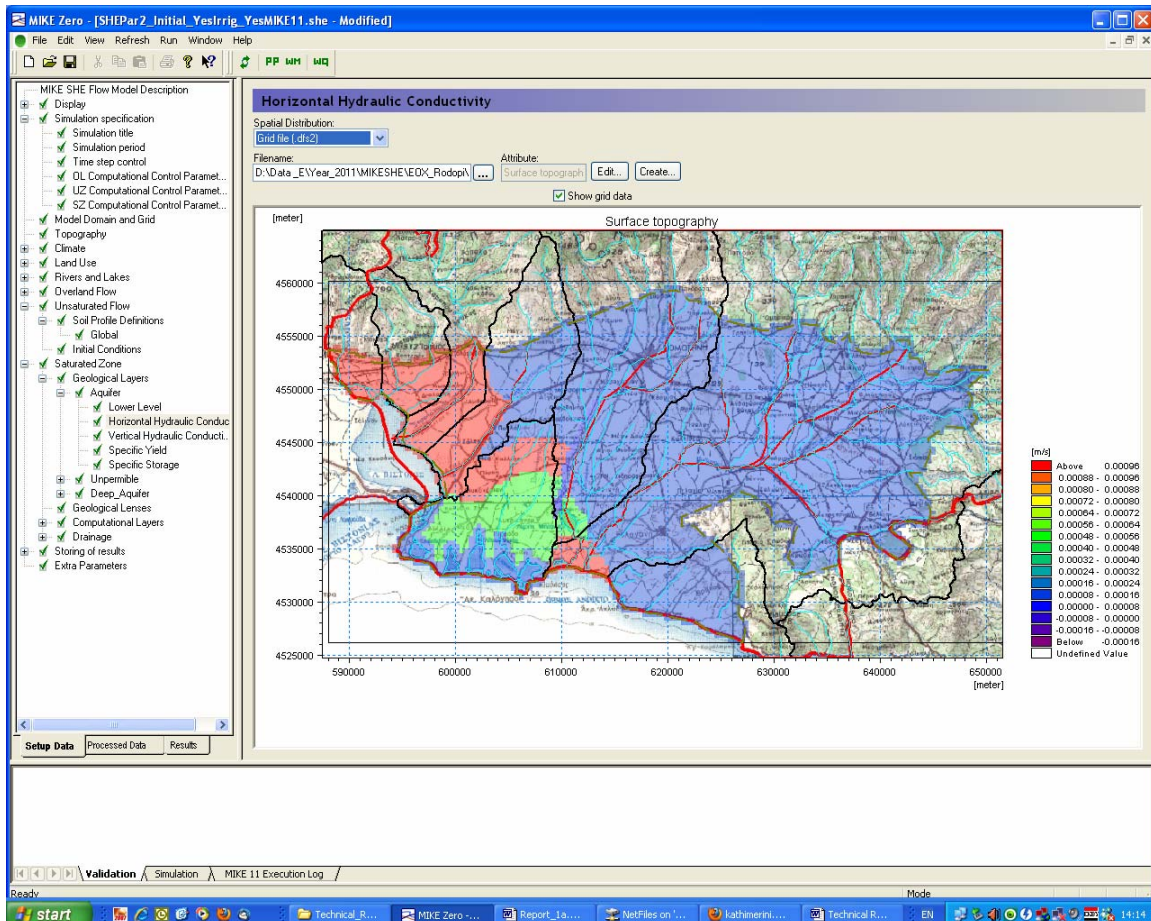 MIKE Zero - [SHEPar2_Initial_YesIrrig_YesMIKE11.she - Modified]
File Edit View Refresh Run Window Help
PP WM WQ
MIKE SHE Flow Model Description
Display
Simulation specification
Simulation title
Simulation period
Time step control
OL Computational Control Paramet...
UZ Computational Control Paramet...
SZ Computational Control Paramet...
Model Domain and Grid
Topography
Climate
Land Use
Rivers and Lakes
Overland Flow
Unsaturated Flow
Soil Profile Definitions
Global
Initial Conditions
Saturated Zone
Geological Layers
Aquifer
Lower Level
Horizontal Hydraulic Conduc
Vertical Hydraulic Conducti..
Specific Yield
Specific Storage
Unpermible
Deep_Aquifer
Geological Lenses
Computational Layers
Drainage
Storing of results
Extra Parameters
Setup Data Processed Data Results
Horizontal Hydraulic Conductivity
Spatial Distribution:
Grid file (.dfs2)
Filename: Attribute:
D:\Data _E\Year_2011\MIKESHE\EOX_Rodopi\ ... Surface topograph Edit... Create...
Show grid data
[meter]
Surface topography
4560000
4555000
4550000
4545000
4540000
4535000
4530000
4525000
590000 600000 610000 620000 630000 640000 650000
[meter]
[m/s]
Above 0.00096
0.00088 - 0.00096
0.00080 - 0.00088
0.00072 - 0.00080
0.00064 - 0.00072
0.00056 - 0.00064
0.00048 - 0.00056
0.00040 - 0.00048
0.00032 - 0.00040
0.00024 - 0.00032
0.00016 - 0.00024
0.00008 - 0.00016
0.00000 - 0.00008
-0.00008 - 0.00000
-0.00016 - -0.00008
Below -0.00016
Undefined Value
Validation Simulation MIKE 11 Execution Log
Ready Mode
start Technical_R... MIKE Zero -... Report_1a.... NetFiles on '... kathimerini.... Technical R... EN 14:14